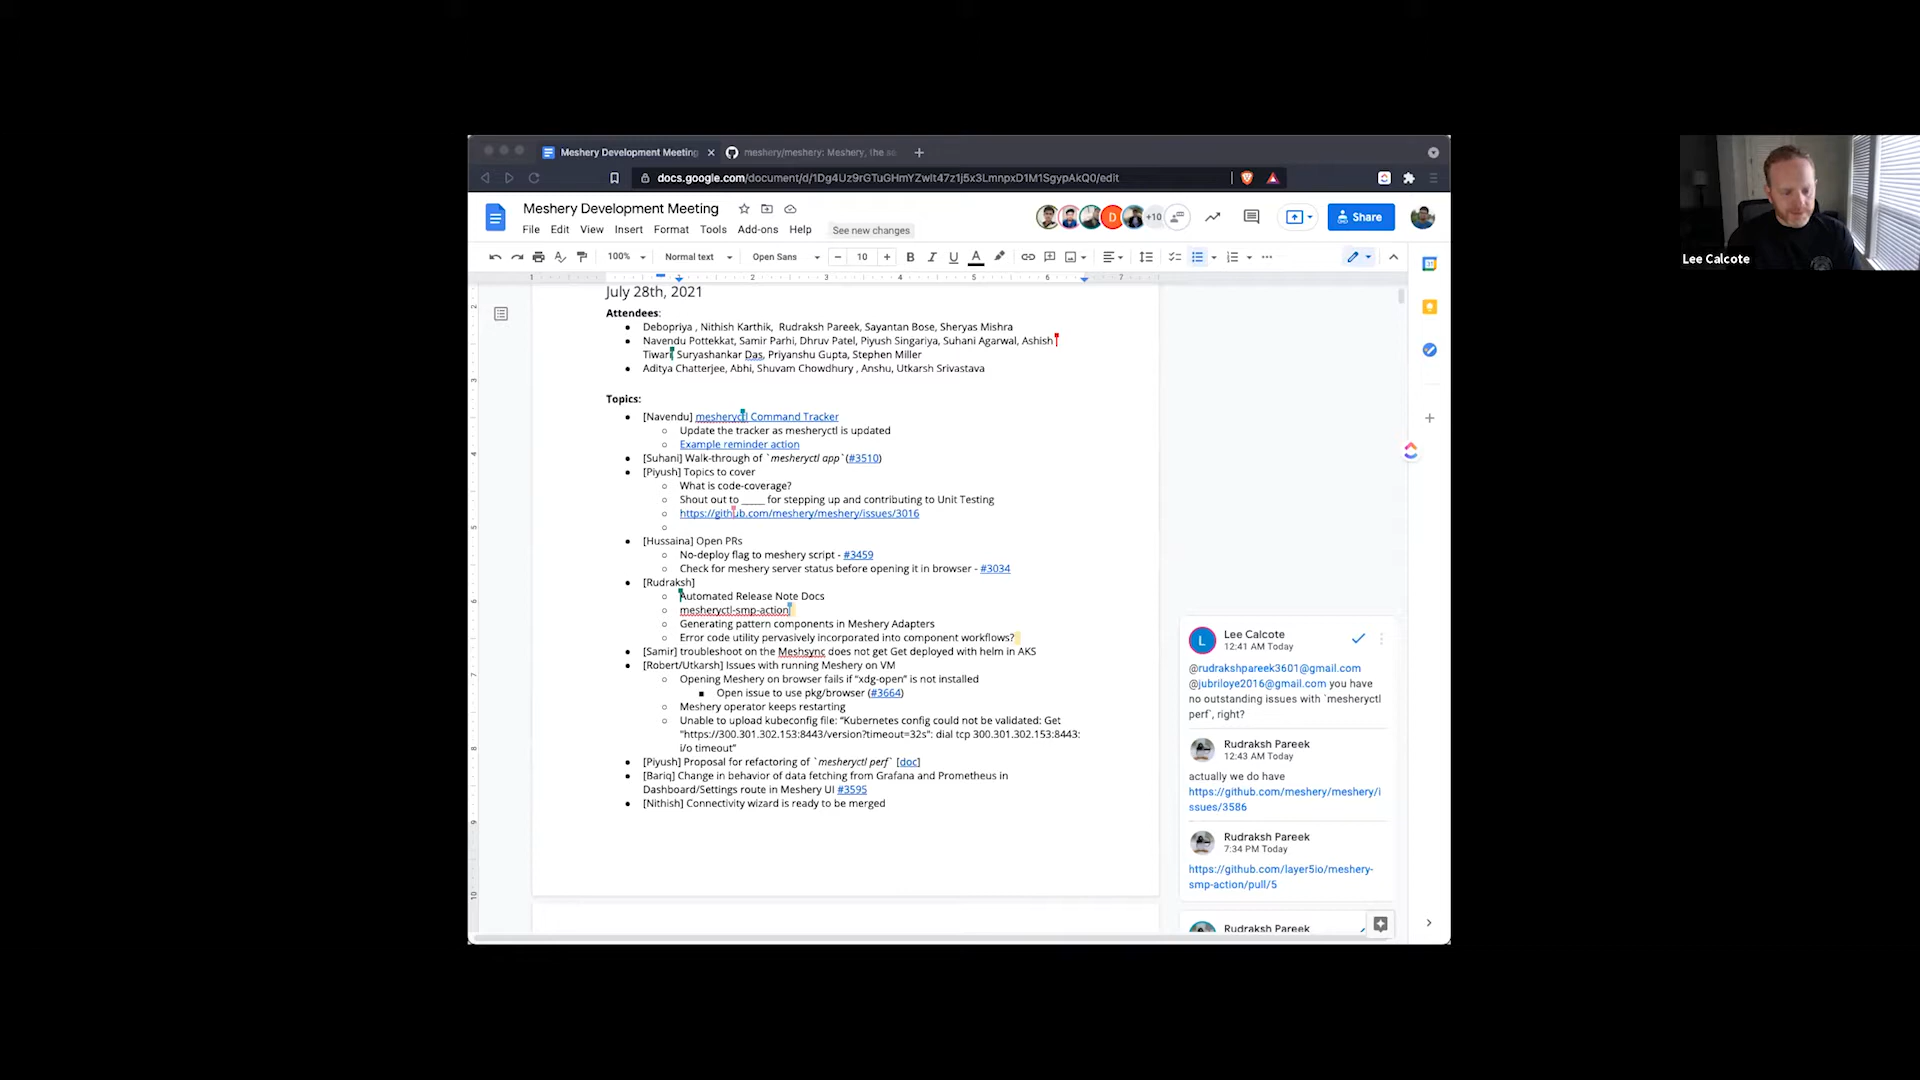 Meshery Development Meeting
meshery/meshery: Meshery, the se
docs.google.com/document/d/1Dg4Uz9rGTuGHmYZwIt47z1j5x3LmnpxD1M1SgypAkQ0/edit
Meshery Development Meeting
D
+10
Share
File Edit View Insert Format Tools Add-ons Help See new changes
100% Normal text Open Sans 10 B I U A
1 1 2 3 4 5 6 7
July 28th, 2021
Attendees:
Debopriya , Nithish Karthik, Rudraksh Pareek, Sayantan Bose, Sheryas Mishra
Navendu Pottekkat, Samir Parhi, Dhruv Patel, Piyush Singariya, Suhani Agarwal, Ashish
Tiwari, Suryashankar Das, Priyanshu Gupta, Stephen Miller
Aditya Chatterjee, Abhi, Shuvam Chowdhury , Anshu, Utkarsh Srivastava
Topics:
[Navendu] mesheryctl Command Tracker
Update the tracker as mesheryctl is updated
Example reminder action
[Suhani] Walk-through of `mesheryctl app`(#3510)
[Piyush] Topics to cover
What is code-coverage?
Shout out to _____ for stepping up and contributing to Unit Testing
https://github.com/meshery/meshery/issues/3016
[Hussaina] Open PRs
No-deploy flag to meshery script - #3459
Check for meshery server status before opening it in browser - #3034
[Rudraksh]
Automated Release Note Docs
mesheryctl-smp-action
Generating pattern components in Meshery Adapters
Error code utility pervasively incorporated into component workflows?
[Samir] troubleshoot on the Meshsync does not get Get deployed with helm in AKS
[Robert/Utkarsh] Issues with running Meshery on VM
Opening Meshery on browser fails if “xdg-open” is not installed
Open issue to use pkg/browser (#3664)
Meshery operator keeps restarting
Unable to upload kubeconfig file: “Kubernetes config could not be validated: Get
"https://300.301.302.153:8443/version?timeout=32s": dial tcp 300.301.302.153:8443:
i/o timeout”
[Piyush] Proposal for refactoring of `mesheryctl perf` [doc]
[Bariq] Change in behavior of data fetching from Grafana and Prometheus in
Dashboard/Settings route in Meshery UI #3595
[Nithish] Connectivity wizard is ready to be merged
L
Lee Calcote
12:41 AM Today
@rudrakshpareek3601@gmail.com
@jubriloye2016@gmail.com you have
no outstanding issues with `mesheryctl
perf`, right?
Rudraksh Pareek
12:43 AM Today
actually we do have
https://github.com/meshery/meshery/i
ssues/3586
Rudraksh Pareek
7:34 PM Today
https://github.com/layer5io/meshery-
smp-action/pull/5
Rudraksh Pareek
Lee Calcote